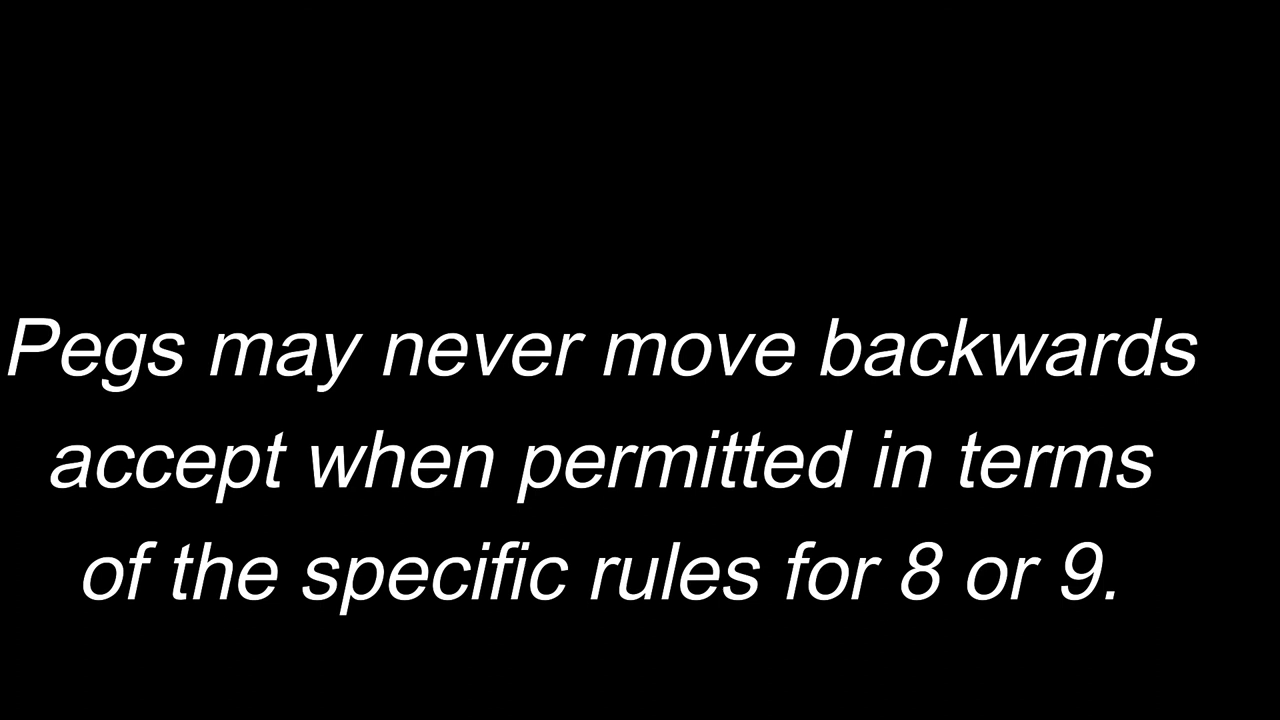 Pegs may never move backwards
accept when permitted in terms
of the specific rules for 8 or 9.